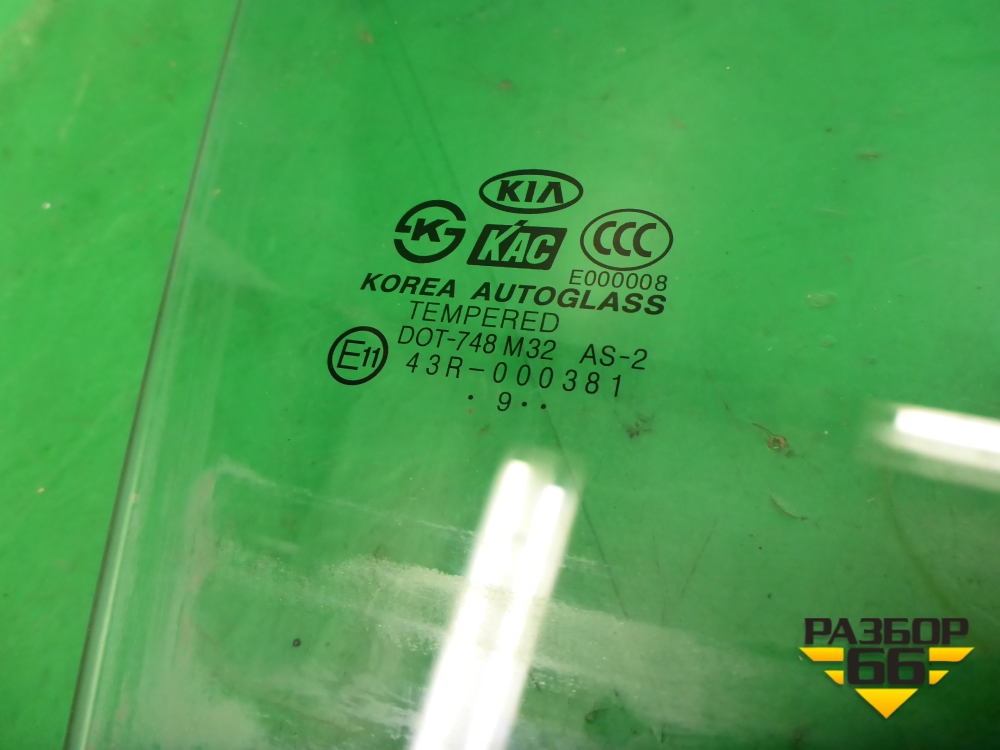 KIA
K KAC CCC
E000008
KOREA AUTOGLASS
TEMPERED
DOT-748 M32 AS-2
E11 43R-000381
· 9 · ·
РАЗБОР
66